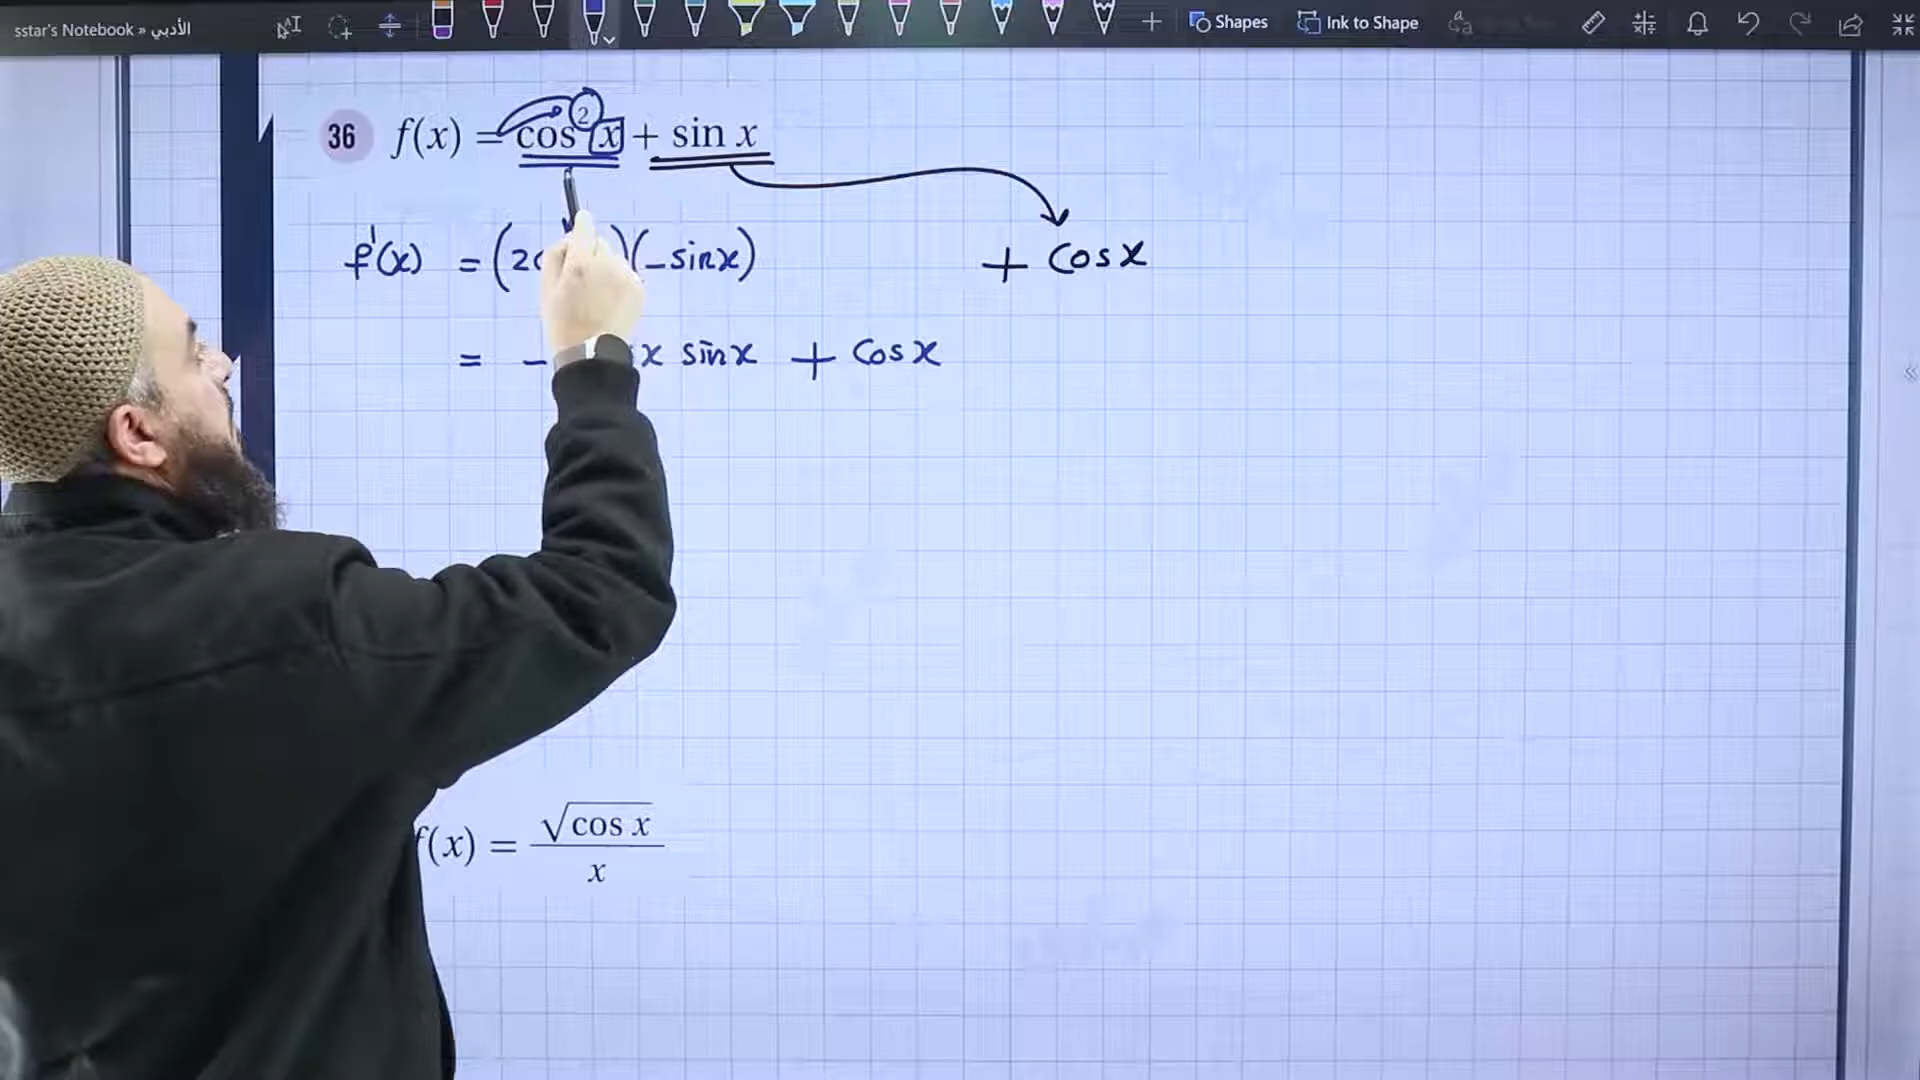 sstar's Notebook » الأدبي
Shapes
Ink to Shape
36 f(x) = cos² x + sin x
f'(x) = (2c )(-sinx) + cosx
= - x sinx + cosx
f(x) = √cos x / x